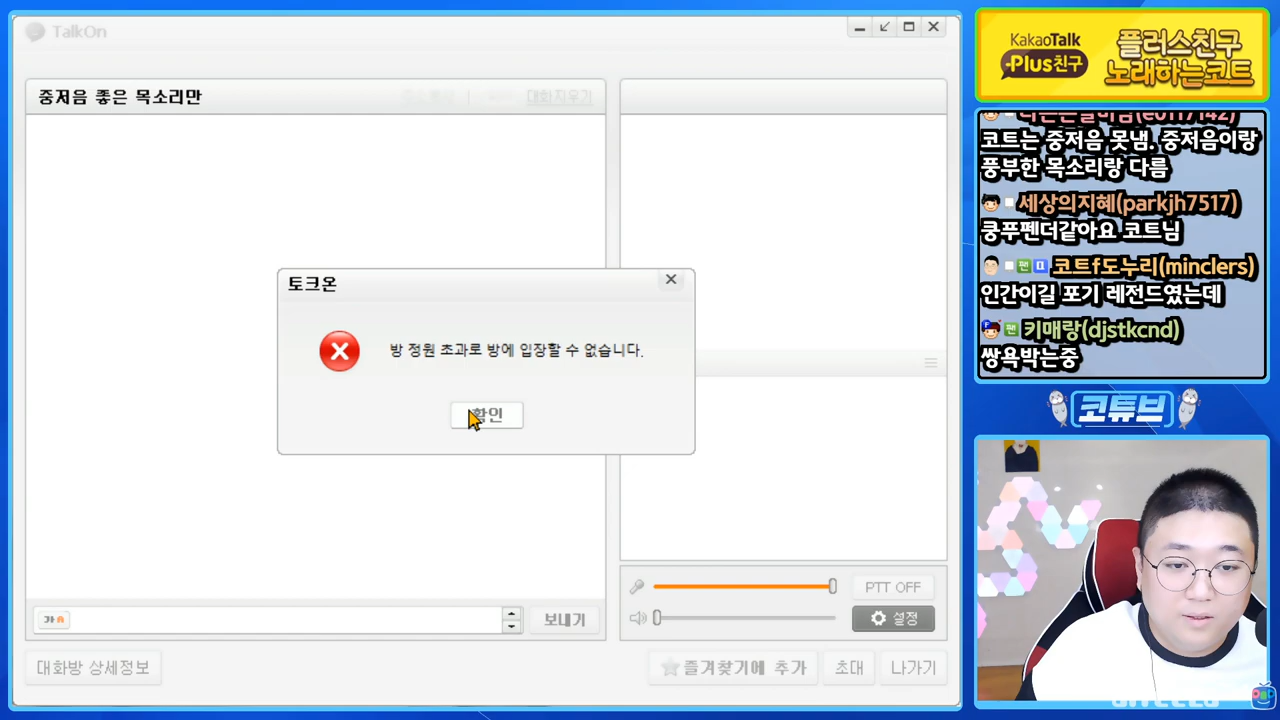 TalkOn
중저음 좋은 목소리만
대화지우기
토크온
방 정원 초과로 방에 입장할 수 없습니다.
확인
가
보내기
PTT OFF
설정
대화방 상세정보
즐겨찾기에 추가
초대
나가기
KakaoTalk
Plus친구
플러스친구
노래하는코트
코트는 중저음 못냄. 중저음이랑
풍부한 목소리랑 다름
세상의지혜(parkjh7517)
쿵푸펜더같아요 코트님
팬 코트f도누리(minclers)
인간이길 포기 레전드였는데
팬 키매랑(djstkcnd)
쌍욕박는중
코튜브